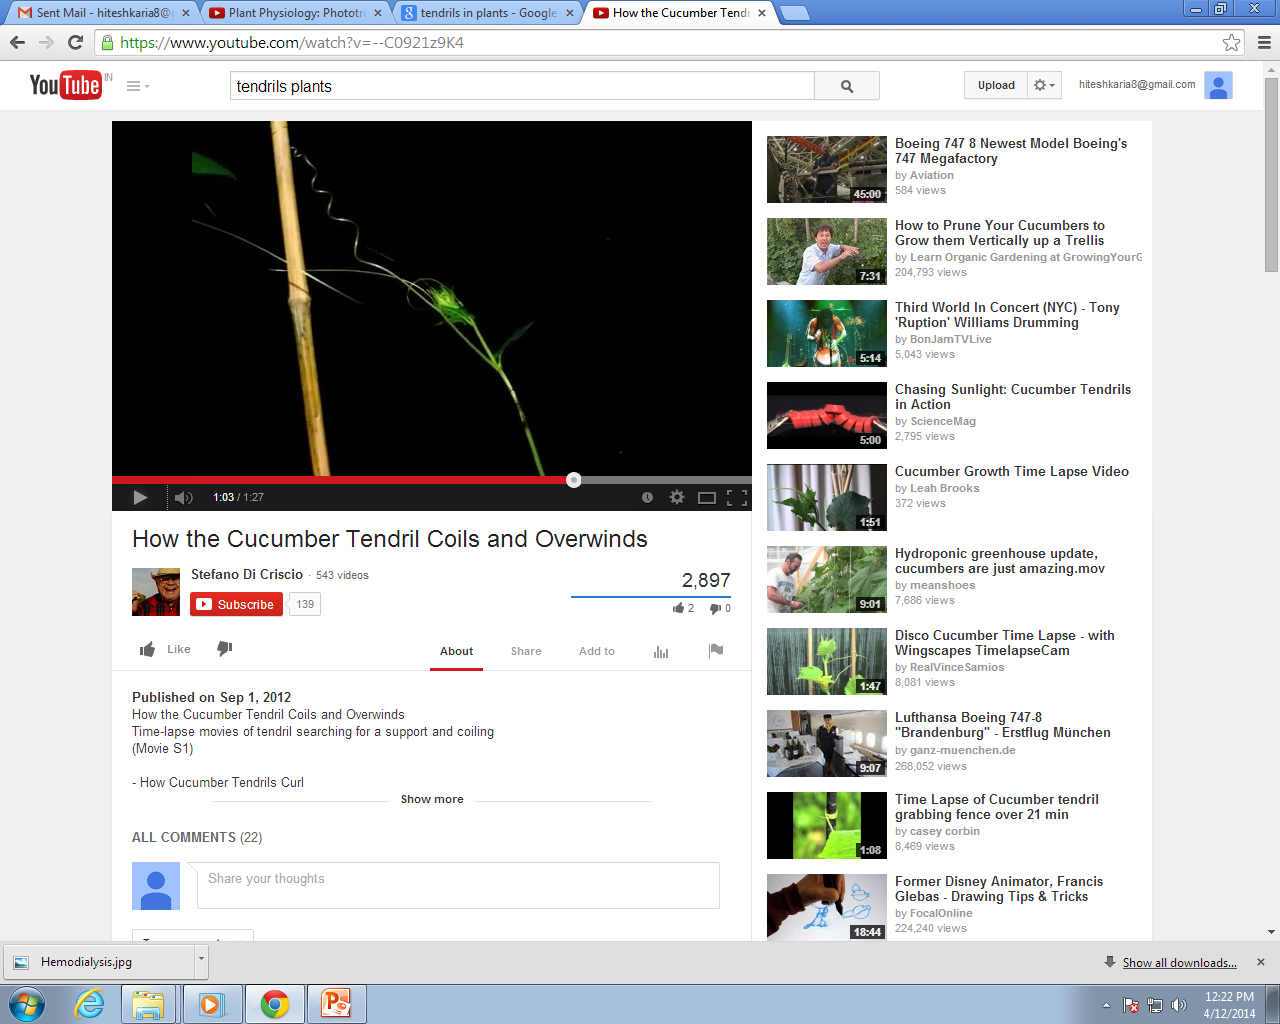 Sent Mail - hiteshkaria8@g
Plant Physiology: Phototr
tendrils in plants - Google
How the Cucumber Tend
https://www.youtube.com/watch?v=--C0921z9K4
YouTube IN
tendrils plants
Upload
hiteshkaria8@gmail.com
1:03 / 1:27
How the Cucumber Tendril Coils and Overwinds
Stefano Di Criscio · 543 videos
Subscribe 139
2,897
2 0
Like
About Share Add to
Published on Sep 1, 2012
How the Cucumber Tendril Coils and Overwinds
Time-lapse movies of tendril searching for a support and coiling
(Movie S1)
- How Cucumber Tendrils Curl
Show more
ALL COMMENTS (22)
Share your thoughts
45:00
Boeing 747 8 Newest Model Boeing's
747 Megafactory
by Aviation
584 views
7:31
How to Prune Your Cucumbers to
Grow them Vertically up a Trellis
by Learn Organic Gardening at GrowingYourG
204,793 views
5:14
Third World In Concert (NYC) - Tony
'Ruption' Williams Drumming
by BonJamTVLive
5,043 views
5:00
Chasing Sunlight: Cucumber Tendrils
in Action
by ScienceMag
2,795 views
1:51
Cucumber Growth Time Lapse Video
by Leah Brooks
372 views
9:01
Hydroponic greenhouse update,
cucumbers are just amazing.mov
by meanshoes
7,686 views
1:47
Disco Cucumber Time Lapse - with
Wingscapes TimelapseCam
by RealVinceSamios
8,081 views
9:07
Lufthansa Boeing 747-8
"Brandenburg" - Erstflug München
by ganz-muenchen.de
268,052 views
1:08
Time Lapse of Cucumber tendril
grabbing fence over 21 min
by casey corbin
8,469 views
18:44
Former Disney Animator, Francis
Glebas - Drawing Tips & Tricks
by FocalOnline
224,240 views
Hemodialysis.jpg
Show all downloads...
12:22 PM
4/12/2014